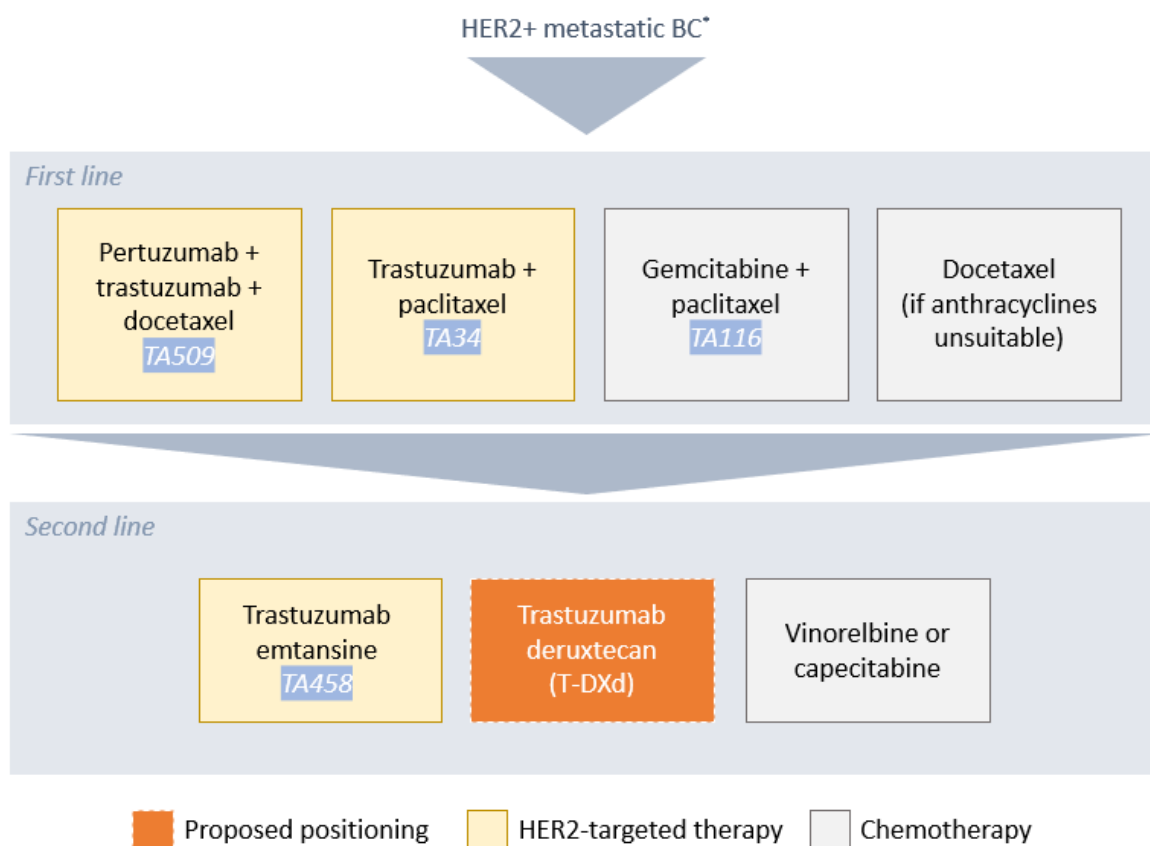 HER2+ metastatic BC*
First line
Pertuzumab +
trastuzumab +
docetaxel
TA509
Trastuzumab +
paclitaxel
TA34
Gemcitabine +
paclitaxel
TA116
Docetaxel
(if anthracyclines
unsuitable)
Second line
Trastuzumab
emtansine
TA458
Trastuzumab
deruxtecan
(T-DXd)
Vinorelbine or
capecitabine
Proposed positioning
HER2-targeted therapy
Chemotherapy